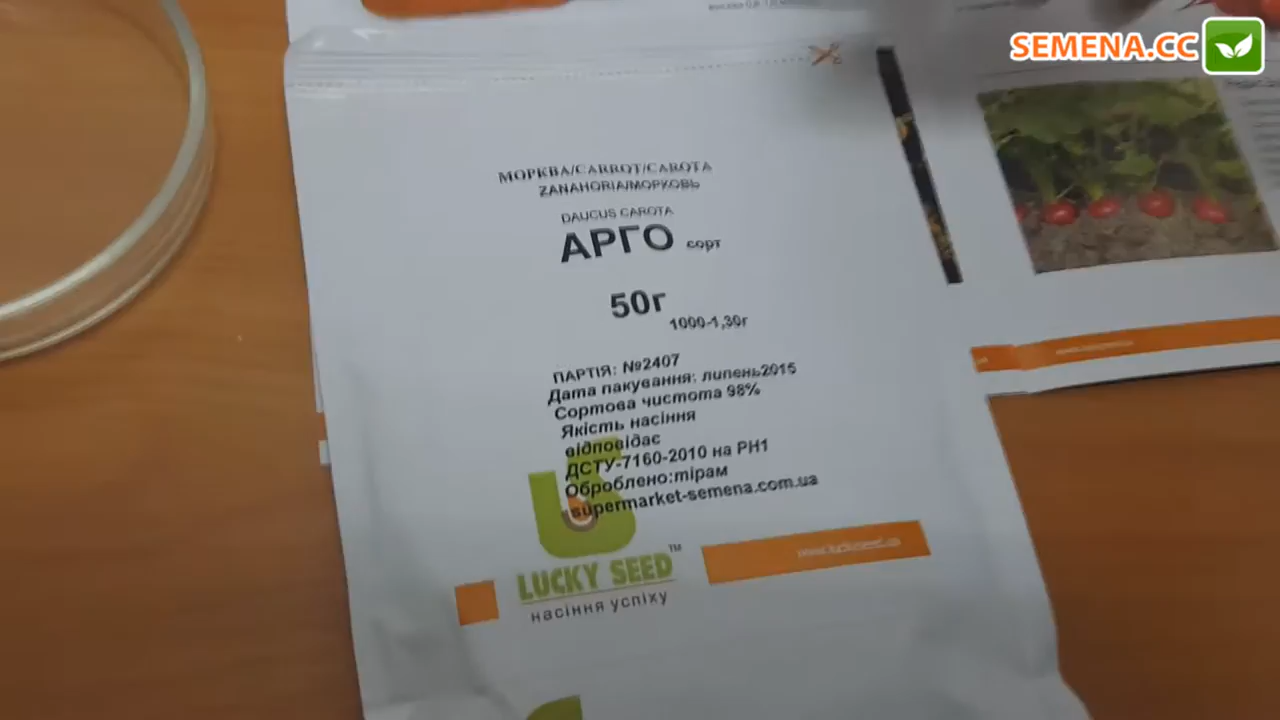 SEMENA.CC
МОРКВА/CARROT/CAROTA
ZANAHORIA/МОРКОВЬ
DAUCUS CAROTA
АРГО сорт
50г
1000-1,30г
ПАРТІЯ: №2407
Дата пакування: липень2015
Сортова чистота 98%
Якість насіння
відповідає
ДСТУ-7160-2010 на РН1
Оброблено:тірам
supermarket-semena.com.ua
LUCKY SEED™
насіння успіху